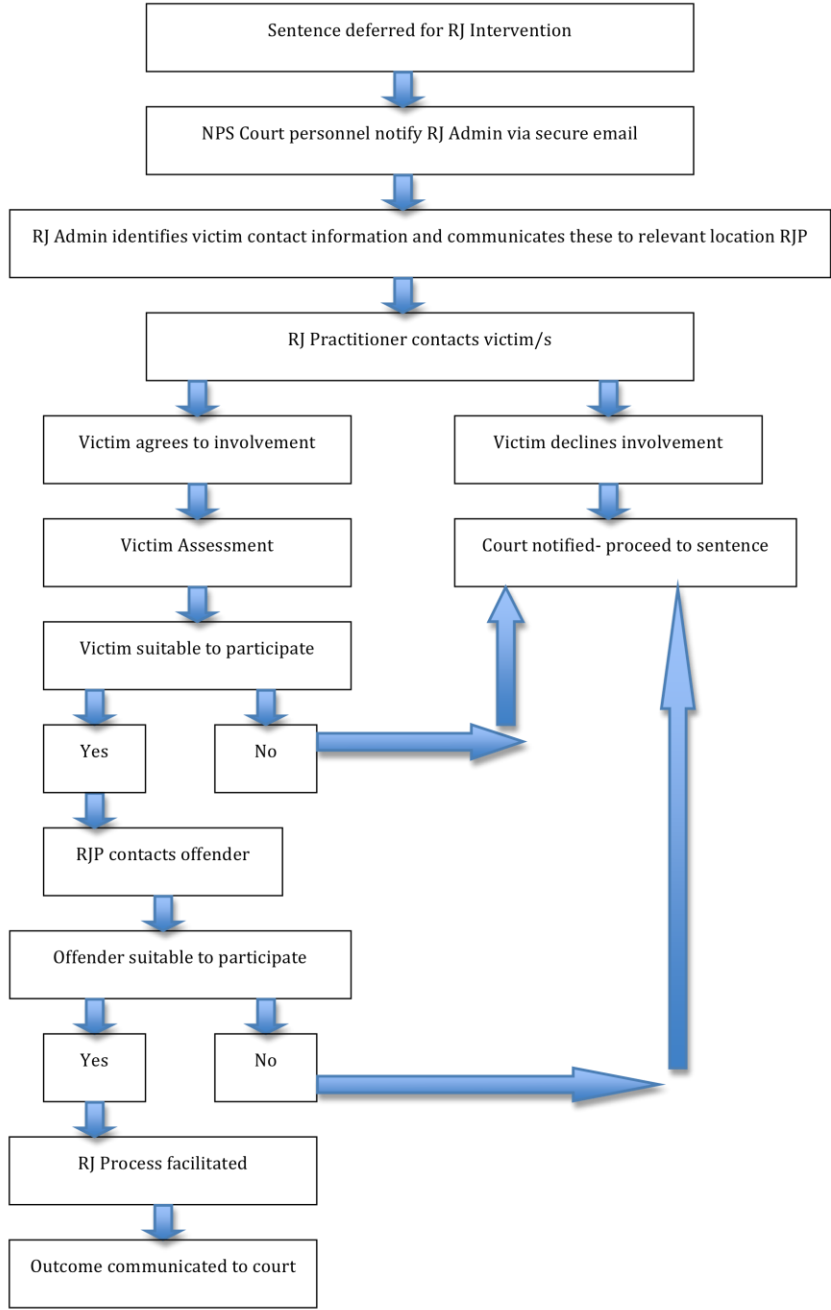 Sentence deferred for RJ Intervention
NPS Court personnel notify RJ Admin via secure email
RJ Admin identifies victim contact information and communicates these to relevant location RJP
RJ Practitioner contacts victim/s
Victim agrees to involvement
Victim declines involvement
Victim Assessment
Court notified- proceed to sentence
Victim suitable to participate
Yes
No
RJP contacts offender
Offender suitable to participate
Yes
No
RJ Process facilitated
Outcome communicated to court